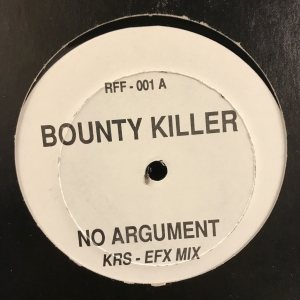 RFF - 001 A
BOUNTY KILLER
NO ARGUMENT
KRS - EFX MIX